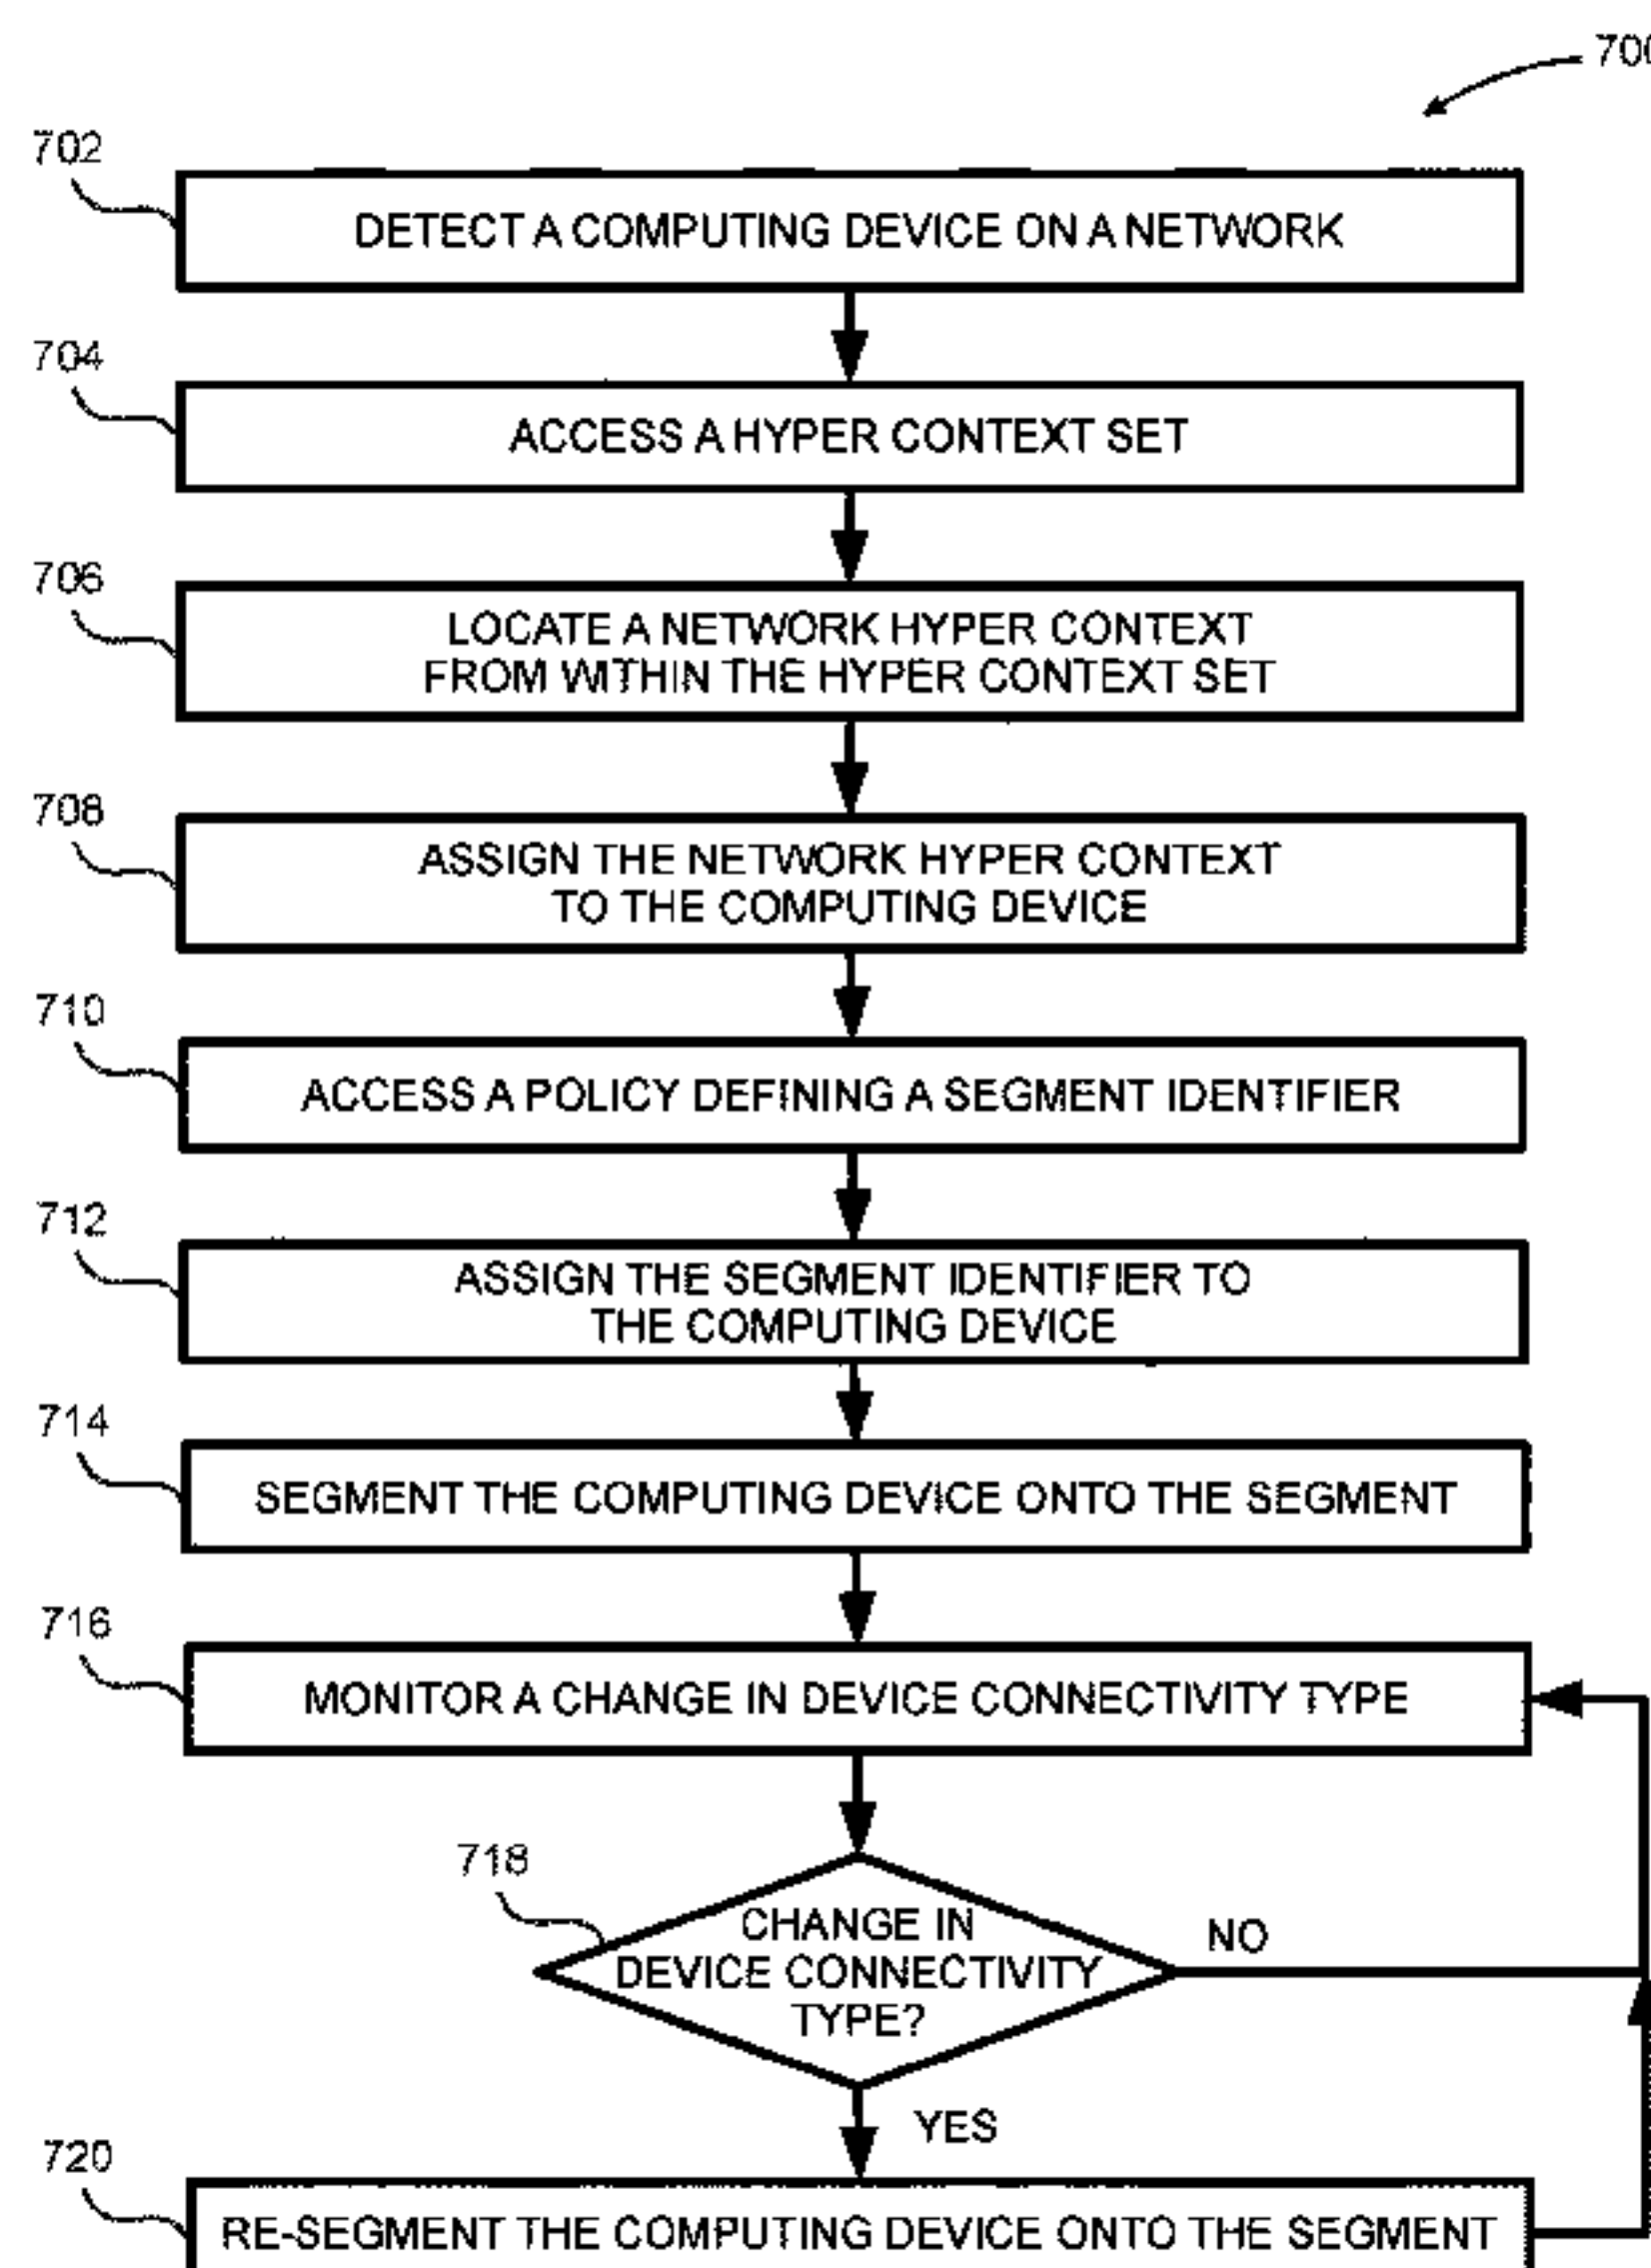 700
702
DETECT A COMPUTING DEVICE ON A NETWORK
704
ACCESS A HYPER CONTEXT SET
706
LOCATE A NETWORK HYPER CONTEXT
FROM WITHIN THE HYPER CONTEXT SET
708
ASSIGN THE NETWORK HYPER CONTEXT
TO THE COMPUTING DEVICE
710
ACCESS A POLICY DEFINING A SEGMENT IDENTIFIER
712
ASSIGN THE SEGMENT IDENTIFIER TO
THE COMPUTING DEVICE
714
SEGMENT THE COMPUTING DEVICE ONTO THE SEGMENT
716
MONITOR A CHANGE IN DEVICE CONNECTIVITY TYPE
718
CHANGE IN
DEVICE CONNECTIVITY
TYPE?
NO
YES
720
RE-SEGMENT THE COMPUTING DEVICE ONTO THE SEGMENT